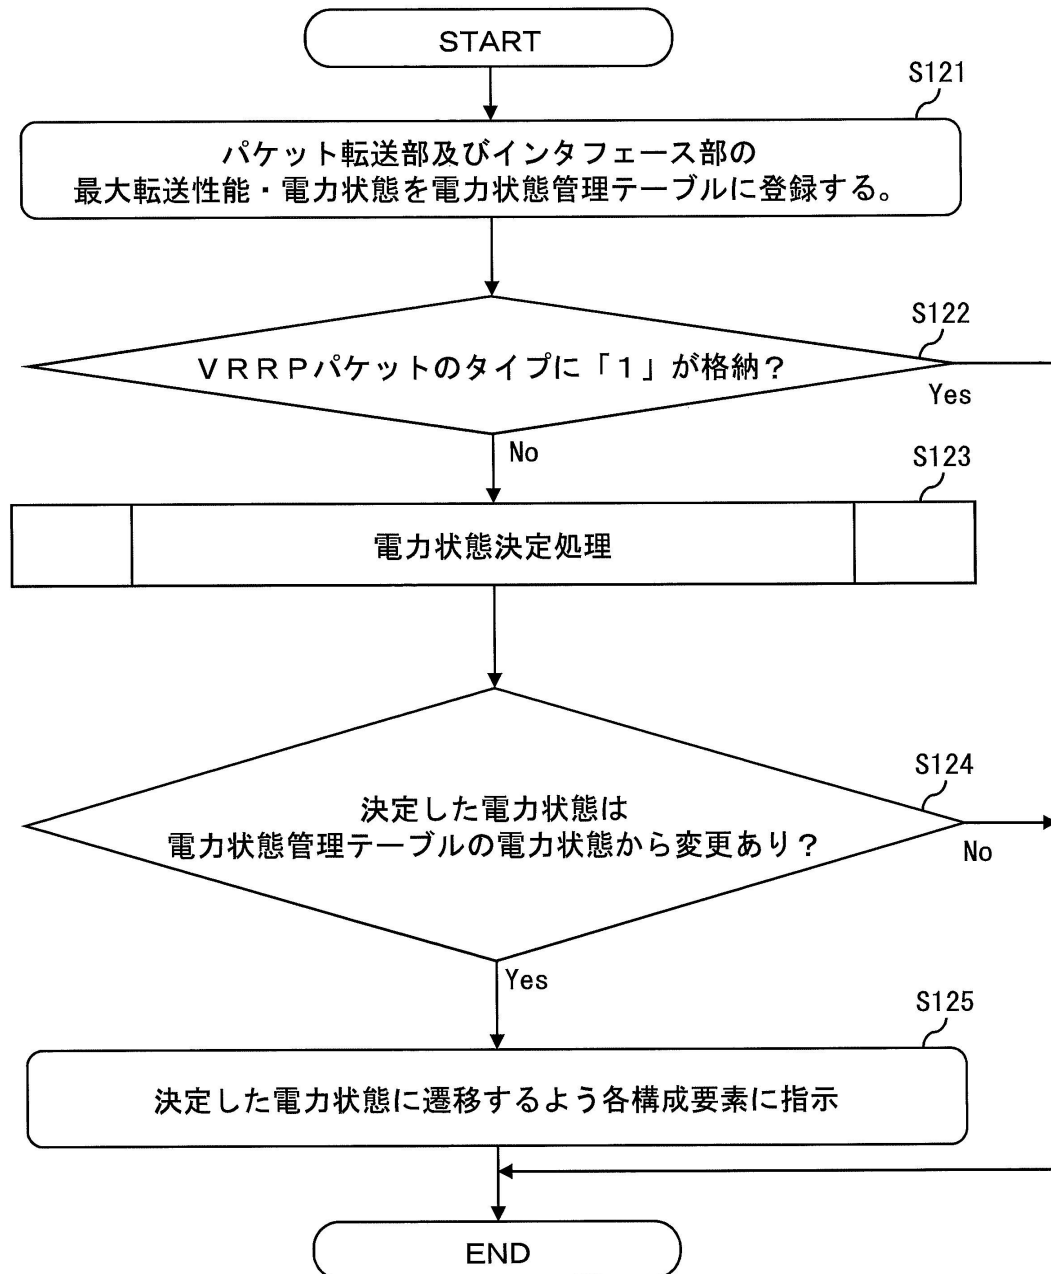 START
S121
パケット転送部及びインタフェース部の
最大転送性能・電力状態を電力状態管理テーブルに登録する。
S122
ＶＲＲＰパケットのタイプに「１」が格納？
Yes
No
S123
電力状態決定処理
S124
決定した電力状態は
電力状態管理テーブルの電力状態から変更あり？
No
Yes
S125
決定した電力状態に遷移するよう各構成要素に指示
END